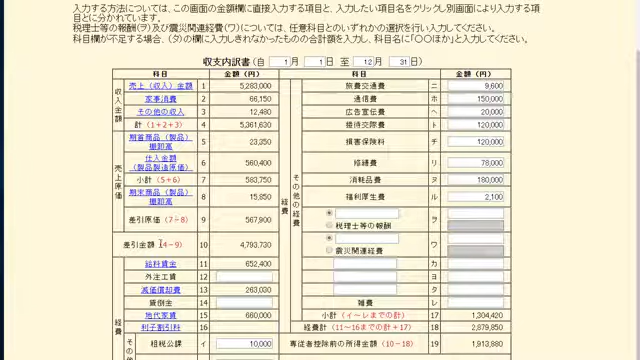 入力する方法については、この画面の金額欄に直接入力する項目と、入力したい項目名をクリックし別画面より入力する項
目とに分かれています。
税理士等の報酬(ヲ)及び震災関連経費(ワ)については、任意科目とのいずれかの選択を行い入力してください。
科目欄が不足する場合、(タ)の欄に入力しきれなかったものの合計額を入力し、科目名に「〇〇ほか」と入力してください。
収支内訳書(自 1 月 1 日 至 12 月 31 日)
科目 金額(円) 科目 金額(円)
収入金額 売上(収入)金額 1 5,283,000
家事消費 2 66,150
その他の収入 3 12,480
計(1+2+3) 4 5,361,630
売上原価 期首商品(製品)棚卸高 5 23,350
仕入金額(製品製造原価) 6 560,400
小計(5+6) 7 583,750
期末商品(製品)棚卸高 8 15,850
差引原価(7-8) 9 567,900
差引金額(4-9) 10 4,793,730
経費 給料賃金 11 652,400
外注工賃 12
減価償却費 13 263,030
貸倒金 14
地代家賃 15 660,000
利子割引料 16
その他 租税公課 イ 10,000
経費 その他の経費 旅費交通費 ニ 9,600
通信費 ホ 150,000
広告宣伝費 ヘ 20,000
接待交際費 ト 120,000
損害保険料 チ 120,000
修繕費 リ 78,000
消耗品費 ヌ 180,000
福利厚生費 ル 2,100
税理士等の報酬 ヲ
震災関連経費 ワ
カ
ヨ
雑費 レ
小計(イ~レまでの計) 17 1,304,420
経費計(11~16までの計+17) 18 2,879,850
専従者控除前の所得金額(10-18) 19 1,913,880